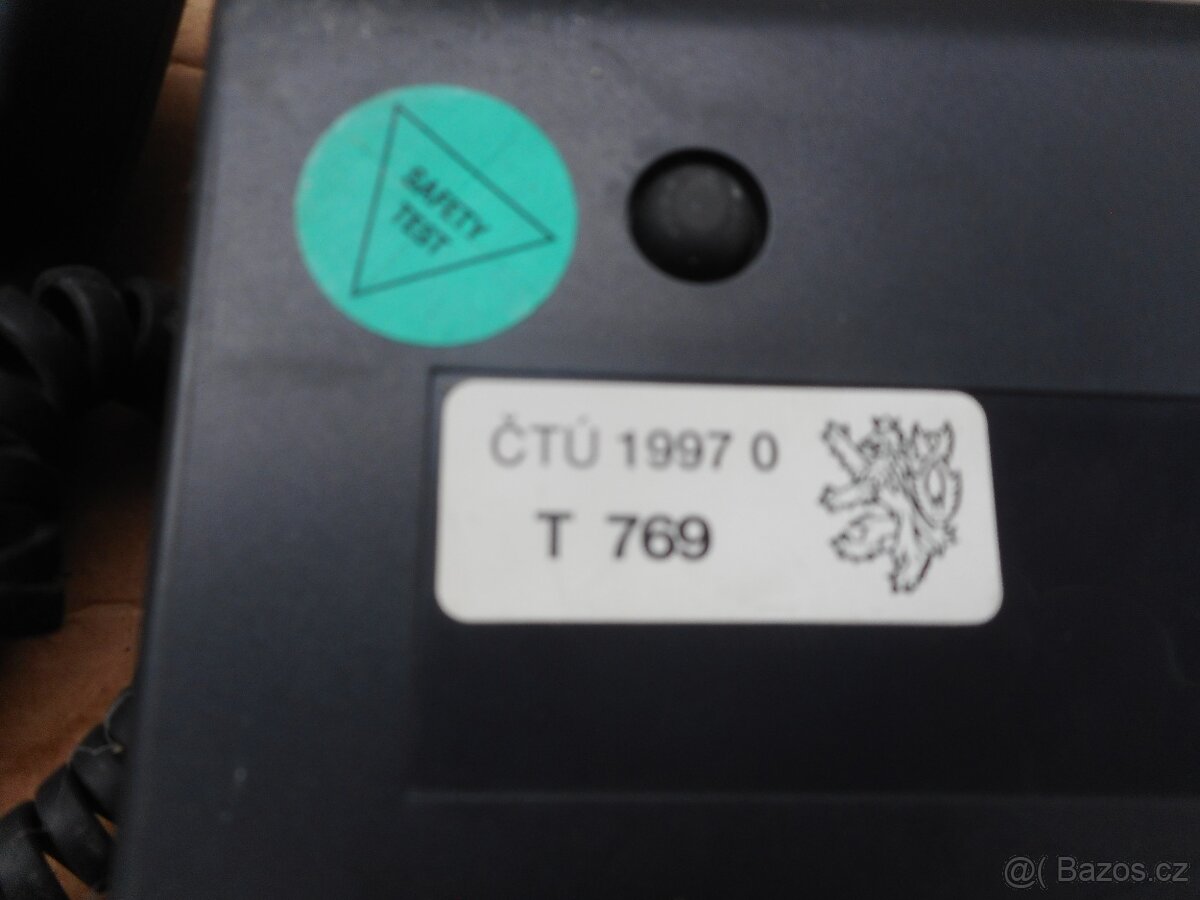 SAFETY
TEST
ČTÚ 1997 0
T 769
@( Bazos.cz